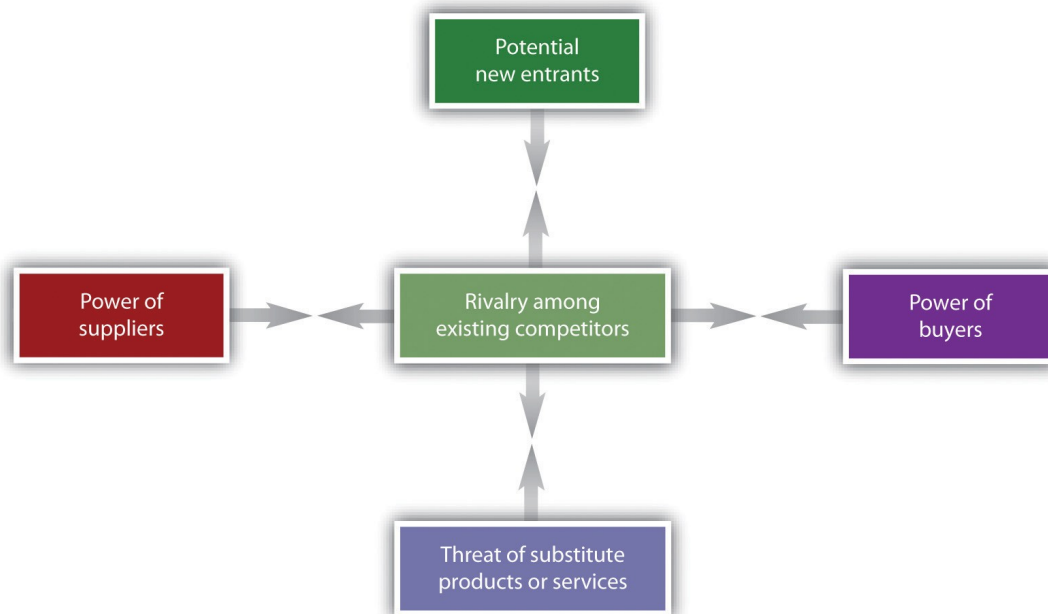 Potential
new entrants
Power of
suppliers
Rivalry among
existing competitors
Power of
buyers
Threat of substitute
products or services